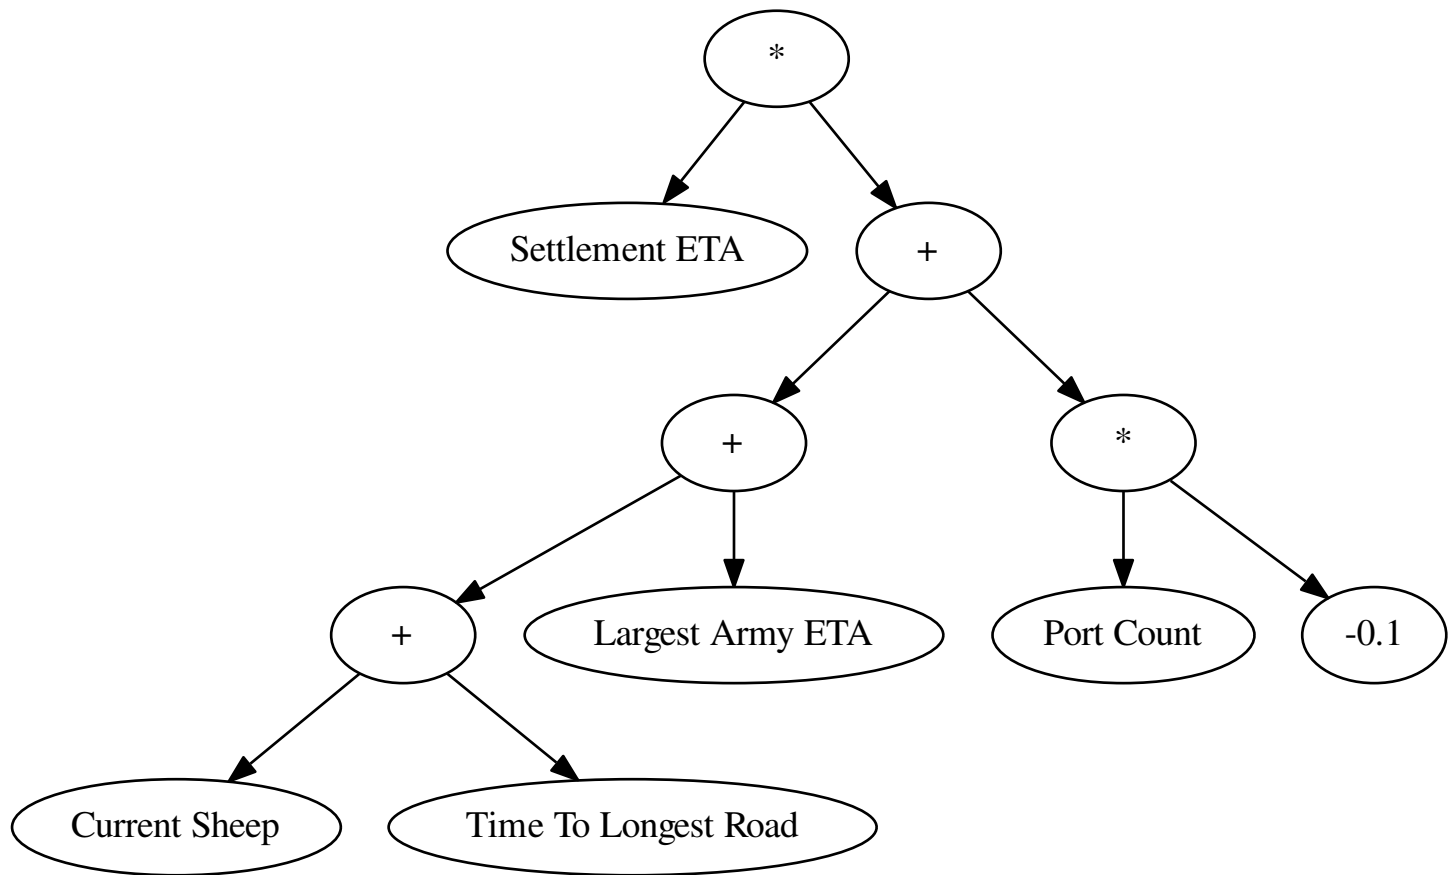 *
Settlement ETA
+
+
*
+
Largest Army ETA
Port Count
-0.1
Current Sheep
Time To Longest Road